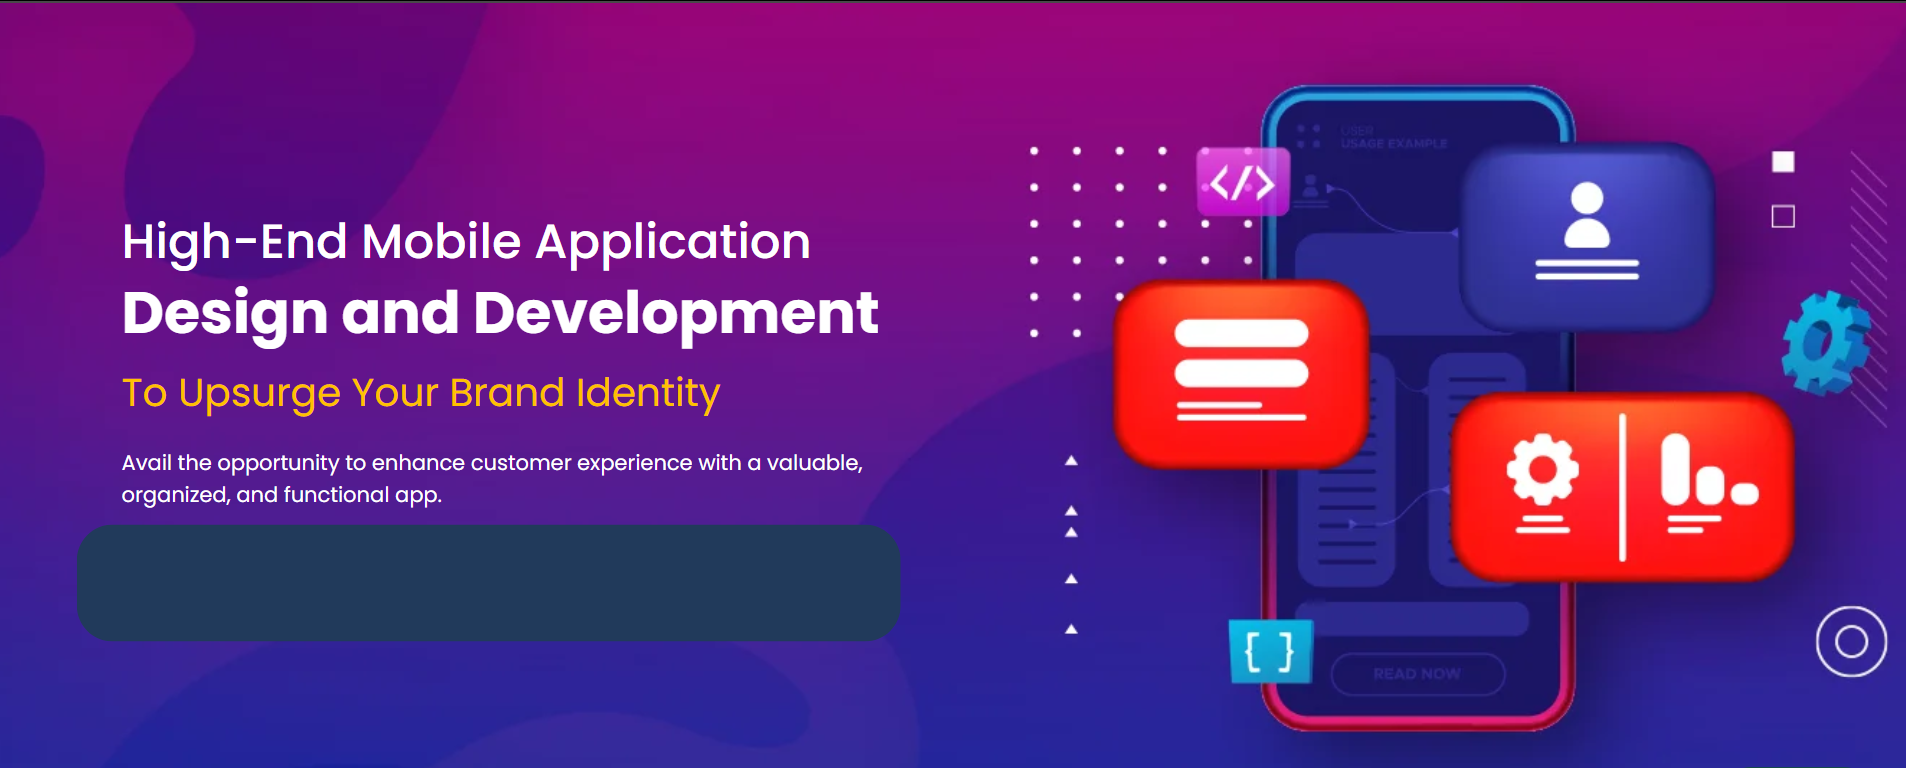 High-End Mobile Application
Design and Development
To Upsurge Your Brand Identity
Avail the opportunity to enhance customer experience with a valuable,
organized, and functional app.
USER
USAGE EXAMPLE
</>
{ }
READ NOW